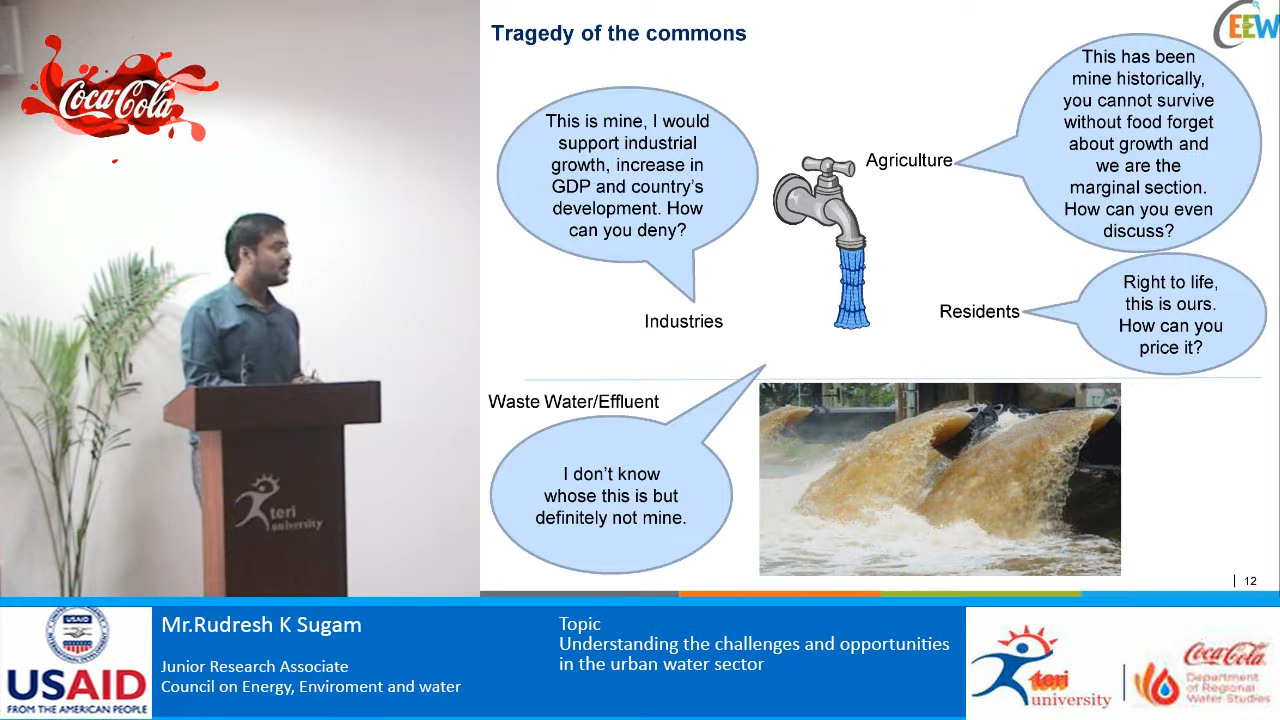 Coca-Cola
teri
university
Tragedy of the commons
EEW
This is mine, I would
support industrial
growth, increase in
GDP and country's
development. How
can you deny?
Industries
Agriculture
This has been
mine historically,
you cannot survive
without food forget
about growth and
we are the
marginal section.
How can you even
discuss?
Residents
Right to life,
this is ours.
How can you
price it?
Waste Water/Effluent
I don't know
whose this is but
definitely not mine.
12
USAID
USAID
FROM THE AMERICAN PEOPLE
Mr.Rudresh K Sugam
Junior Research Associate
Council on Energy, Enviroment and water
Topic
Understanding the challenges and opportunities
in the urban water sector
teri
university
Coca-Cola
Department
of Regional
Water Studies